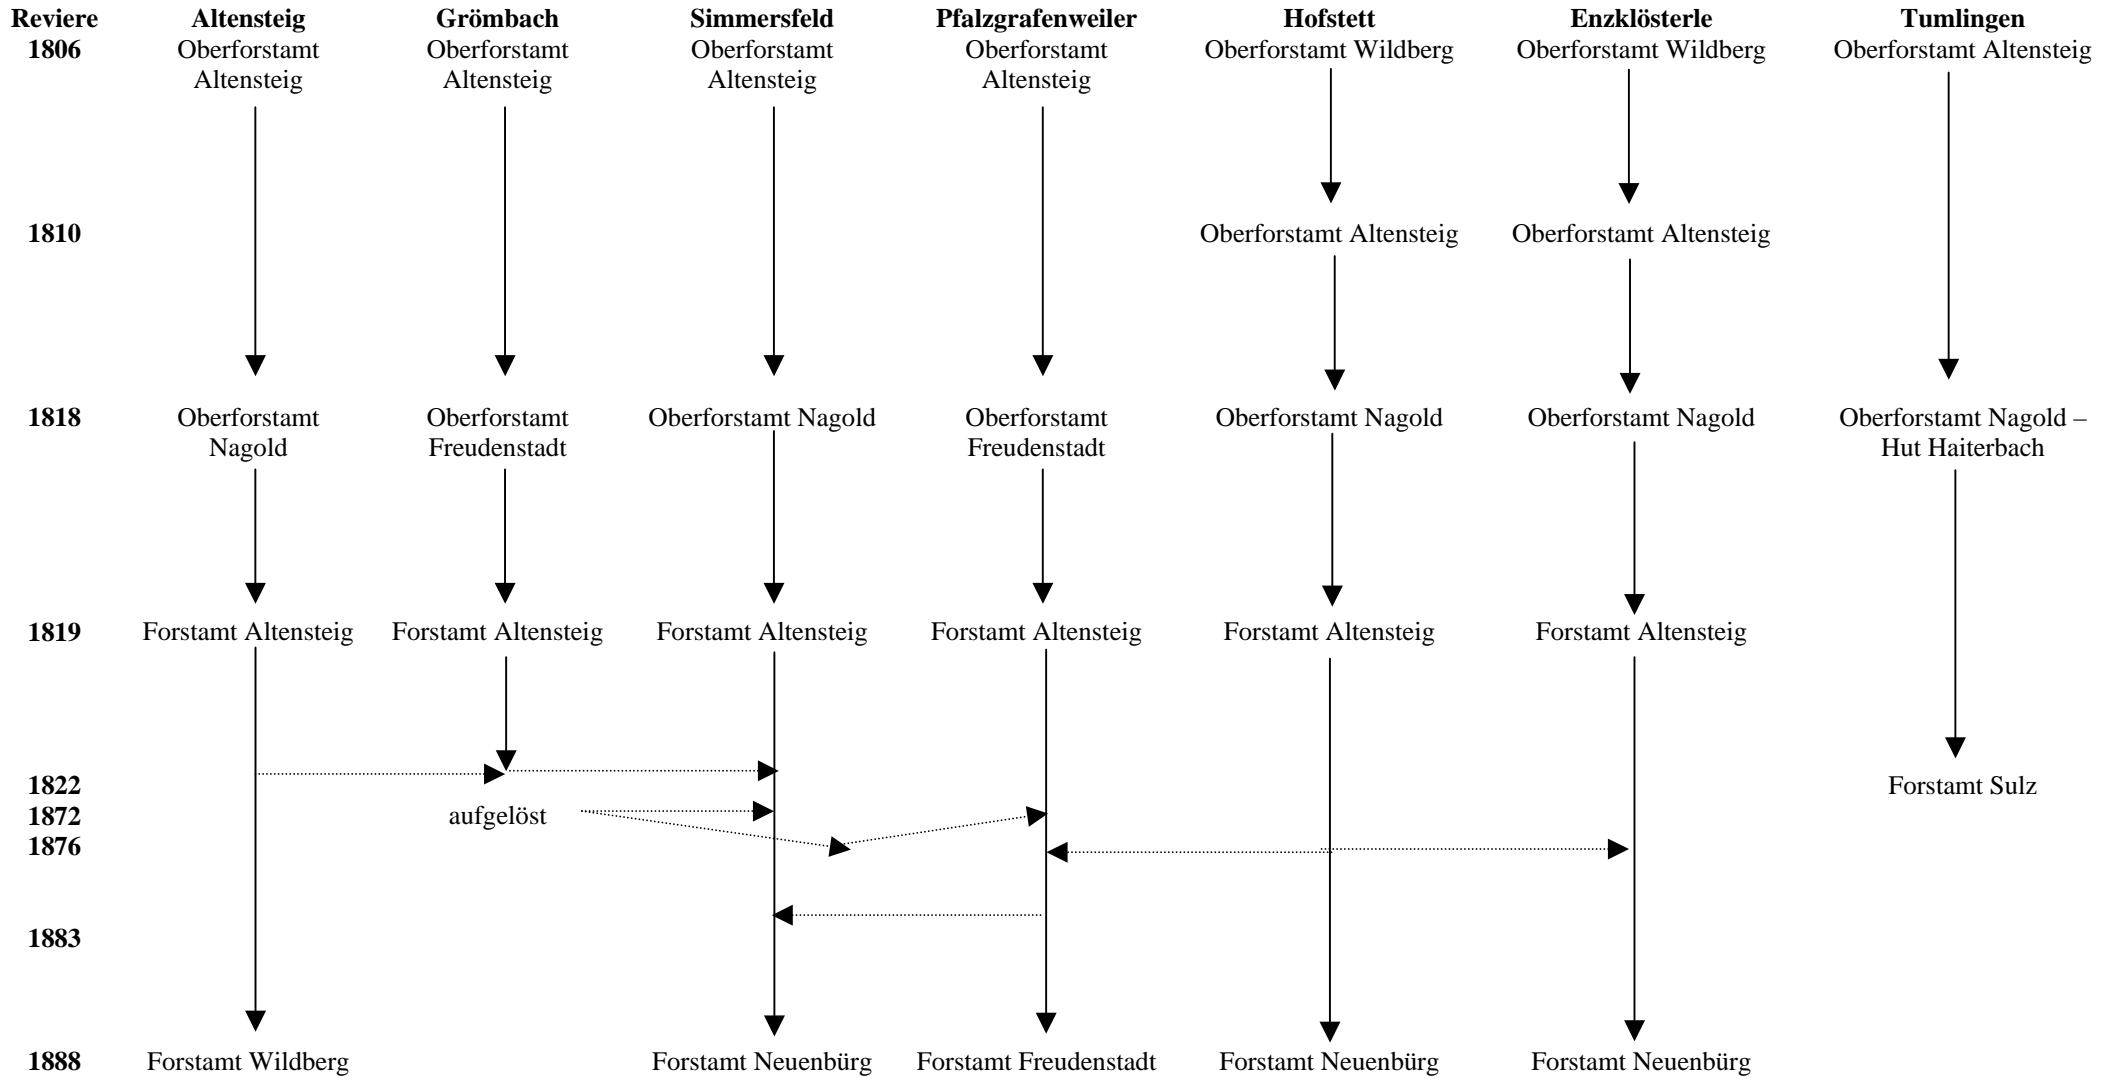 Reviere Altensteig Grömbach Simmersfeld Pfalzgrafenweiler Hofstett Enzklösterle Tumlingen
1806 Oberforstamt Oberforstamt Oberforstamt Oberforstamt Oberforstamt Wildberg Oberforstamt Wildberg Oberforstamt Altensteig
Altensteig Altensteig Altensteig Altensteig
1810 Oberforstamt Altensteig Oberforstamt Altensteig
1818 Oberforstamt Oberforstamt Oberforstamt Nagold Oberforstamt Oberforstamt Nagold Oberforstamt Nagold Oberforstamt Nagold –
Nagold Freudenstadt Freudenstadt Hut Haiterbach
1819 Forstamt Altensteig Forstamt Altensteig Forstamt Altensteig Forstamt Altensteig Forstamt Altensteig Forstamt Altensteig
1822 Forstamt Sulz
1872 aufgelöst
1876
1883
1888 Forstamt Wildberg Forstamt Neuenbürg Forstamt Freudenstadt Forstamt Neuenbürg Forstamt Neuenbürg